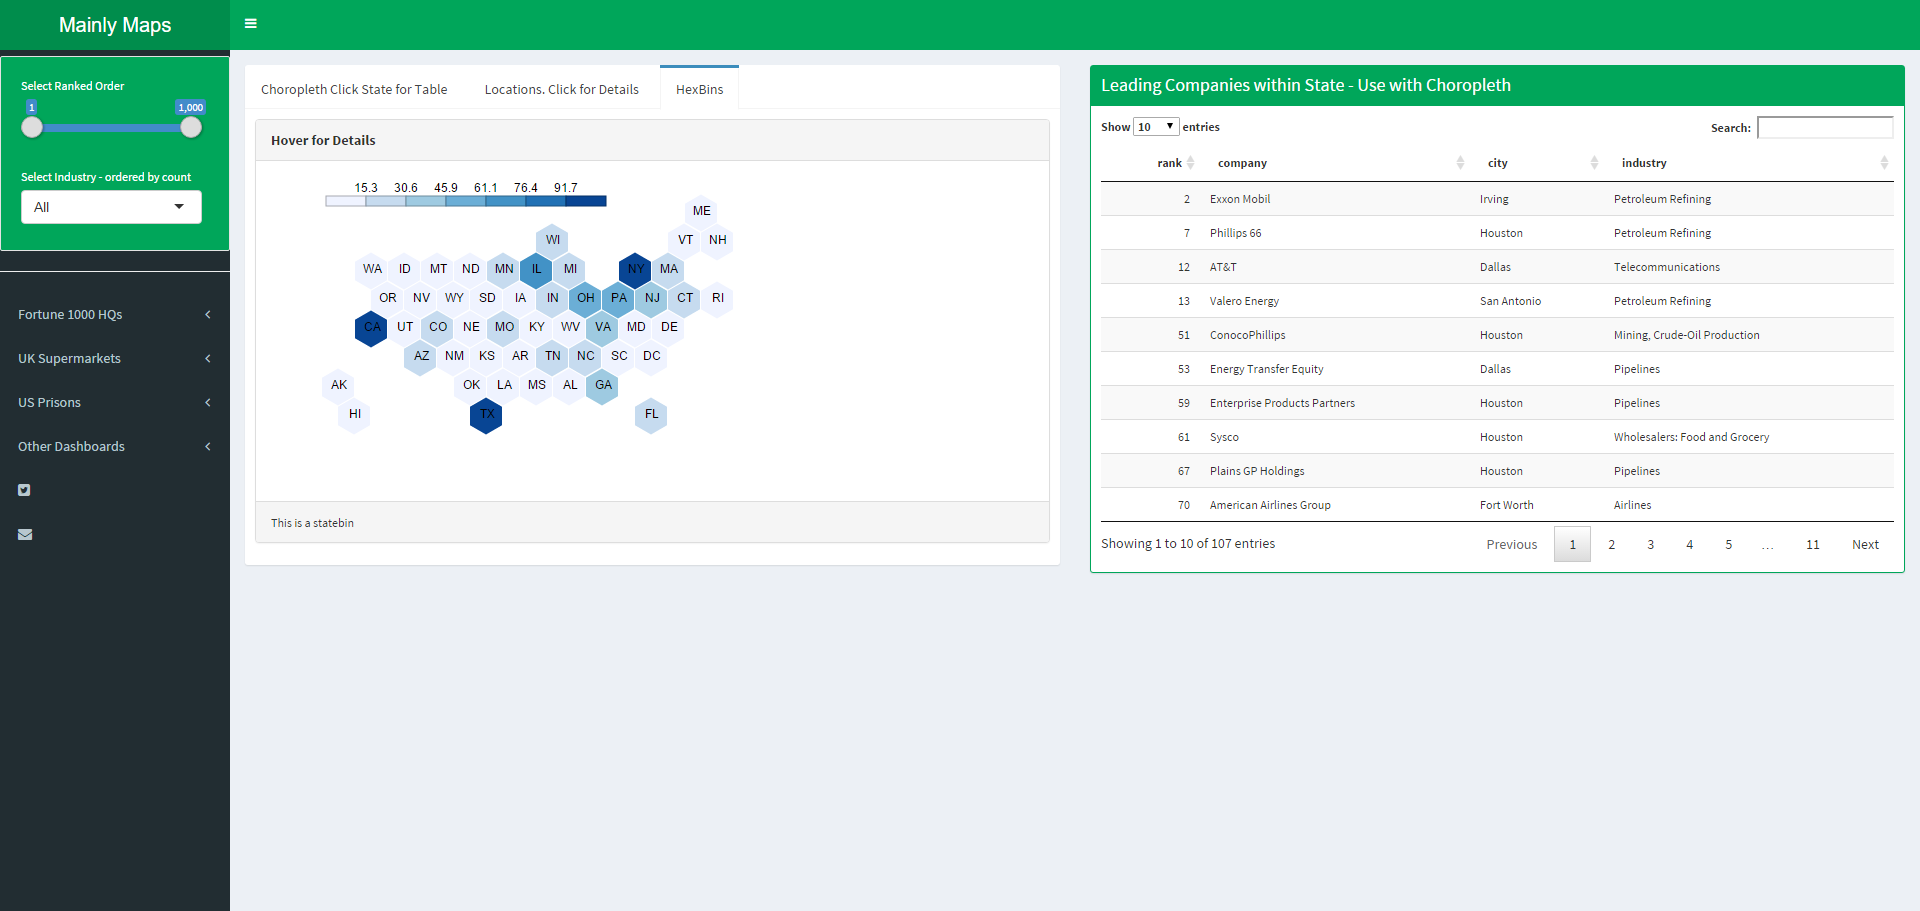 Mainly Maps
Select Ranked Order
1 1,000
Select Industry - ordered by count
All
Fortune 1000 HQs
UK Supermarkets
US Prisons
Other Dashboards
Choropleth Click State for Table Locations. Click for Details HexBins
Hover for Details
15.3 30.6 45.9 61.1 76.4 91.7
ME
WI VT NH
WA ID MT ND MN IL MI NY MA
OR NV WY SD IA IN OH PA NJ CT RI
CA UT CO NE MO KY WV VA MD DE
AZ NM KS AR TN NC SC DC
AK OK LA MS AL GA
HI TX FL
This is a statebin
Leading Companies within State - Use with Choropleth
Show 10 entries Search:
rank company city industry
2 Exxon Mobil Irving Petroleum Refining
7 Phillips 66 Houston Petroleum Refining
12 AT&T Dallas Telecommunications
13 Valero Energy San Antonio Petroleum Refining
51 ConocoPhillips Houston Mining, Crude-Oil Production
53 Energy Transfer Equity Dallas Pipelines
59 Enterprise Products Partners Houston Pipelines
61 Sysco Houston Wholesalers: Food and Grocery
67 Plains GP Holdings Houston Pipelines
70 American Airlines Group Fort Worth Airlines
Showing 1 to 10 of 107 entries Previous 1 2 3 4 5 … 11 Next